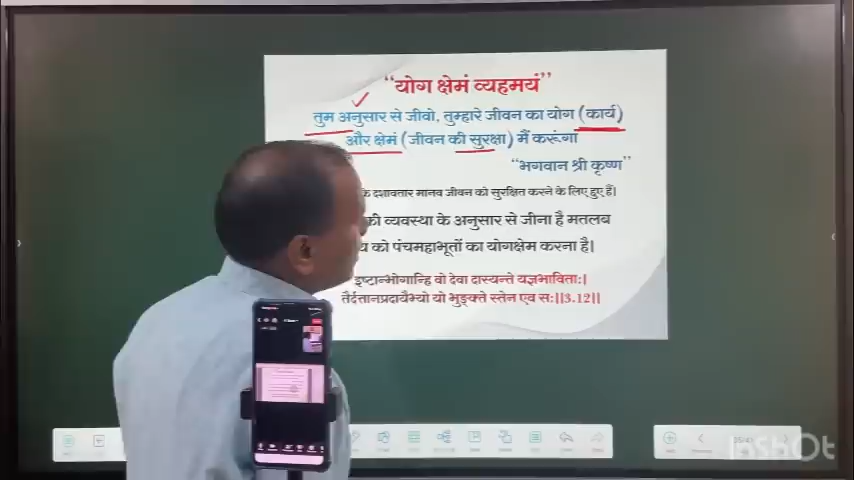 “योग क्षेमं व्यहमयं”
तुम अनुसार से जीवो, तुम्हारे जीवन का योग (कार्य)
और क्षेमं (जीवन की सुरक्षा) मैं करूंगा
“भगवान श्री कृष्ण”
के दशावतार मानव जीवन को सुरक्षित करने के लिए हुए हैं।
की व्यवस्था के अनुसार से जीना है मतलब
को पंचमहाभूतों का योगक्षेम करना है।
इष्टान्भोगान्हि वो देवा दास्यन्ते यज्ञभाविताः।
तैर्दत्तानप्रदायैभ्यो यो भुङ्क्ते स्तेन एव सः||3.12||
InShOt